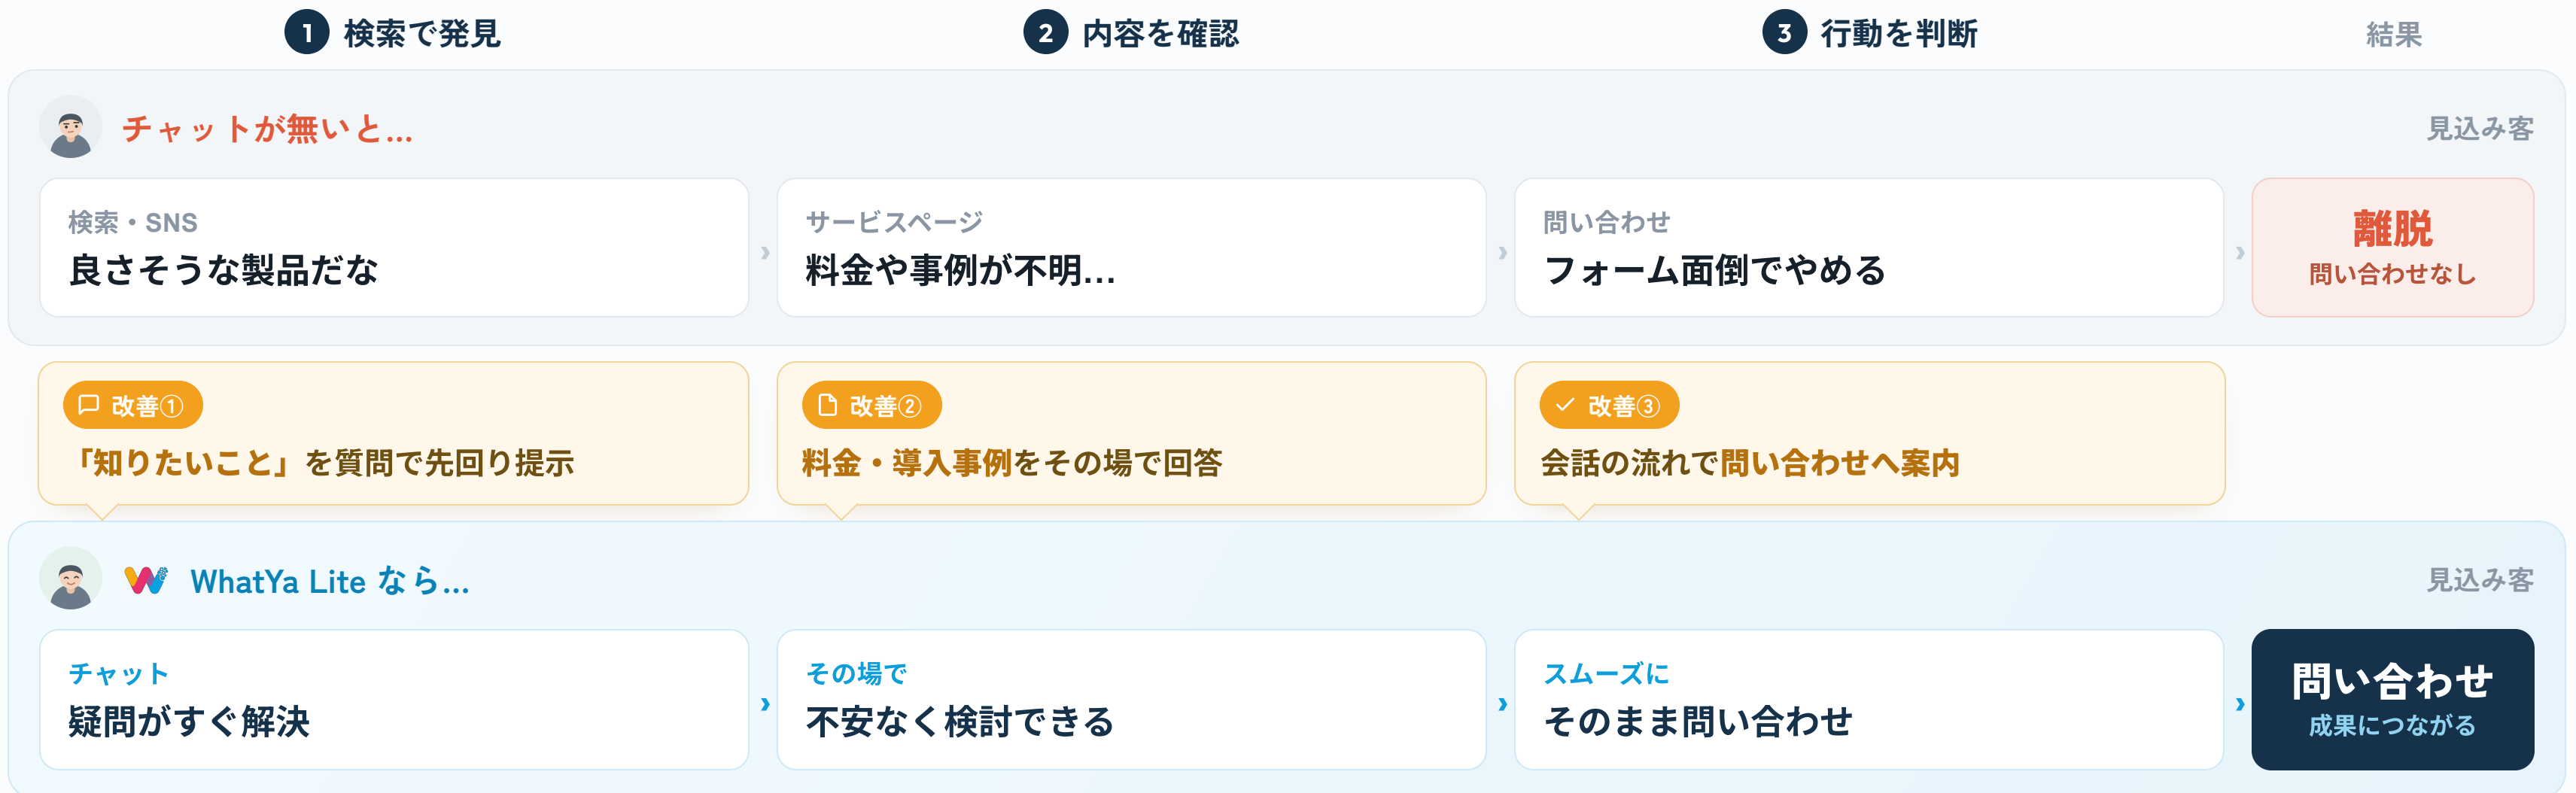 1 検索で発見
2 内容を確認
3 行動を判断
結果
チャットが無いと...
見込み客
検索・SNS
良さそうな製品だな
サービスページ
料金や事例が不明...
問い合わせ
フォーム面倒でやめる
離脱
問い合わせなし
改善①
「知りたいこと」を質問で先回り提示
改善②
料金・導入事例をその場で回答
改善③
会話の流れで問い合わせへ案内
WhatYa Lite なら...
見込み客
チャット
疑問がすぐ解決
その場で
不安なく検討できる
スムーズに
そのまま問い合わせ
問い合わせ
成果につながる